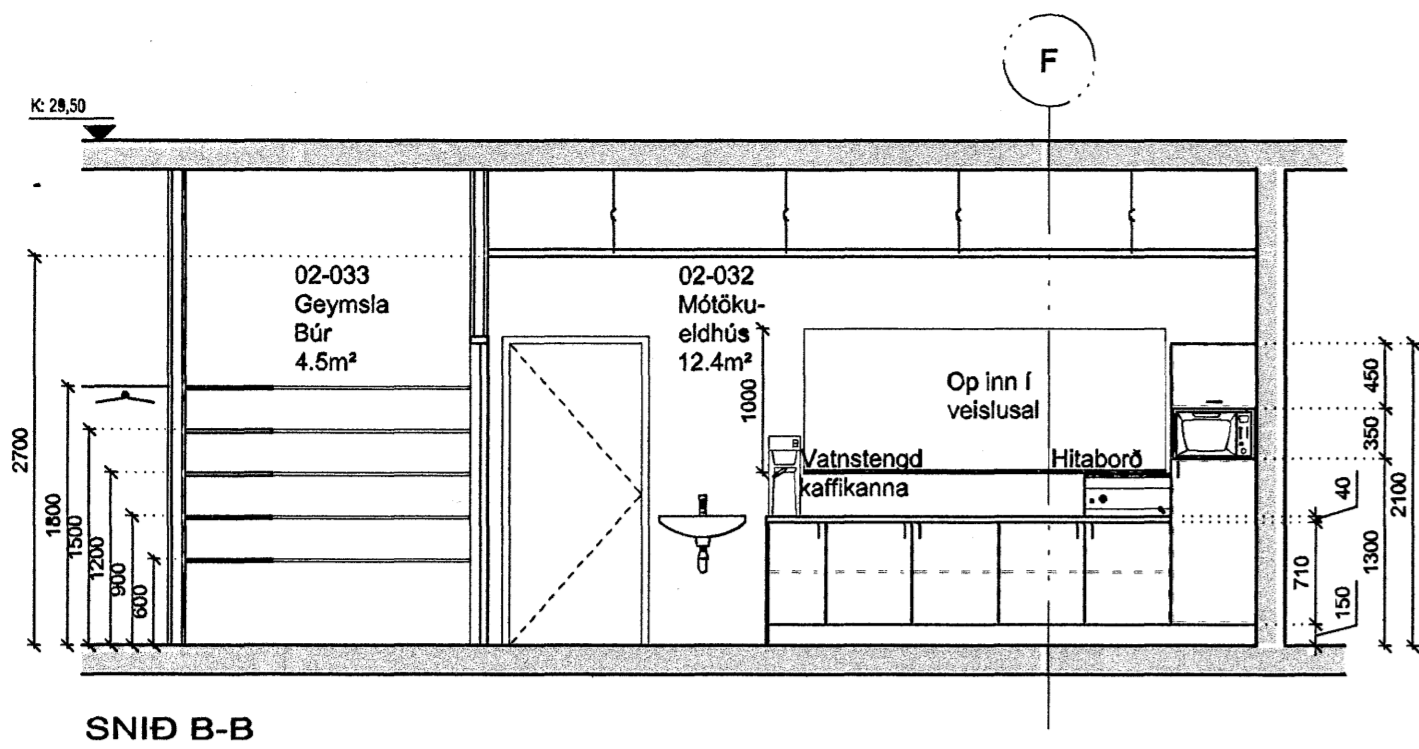 F
K: 29,50
02-033
Geymsla
Búr
4.5m²
02-032
Mótöku-
eldhús
12.4m²
Op inn í
veislusal
Vatnstengd
kaffikanna
Hitaborð
B
2700
1800
1500
1200
900
600
1000
450
350
40
710
150
1300
2100
SNIÐ B-B